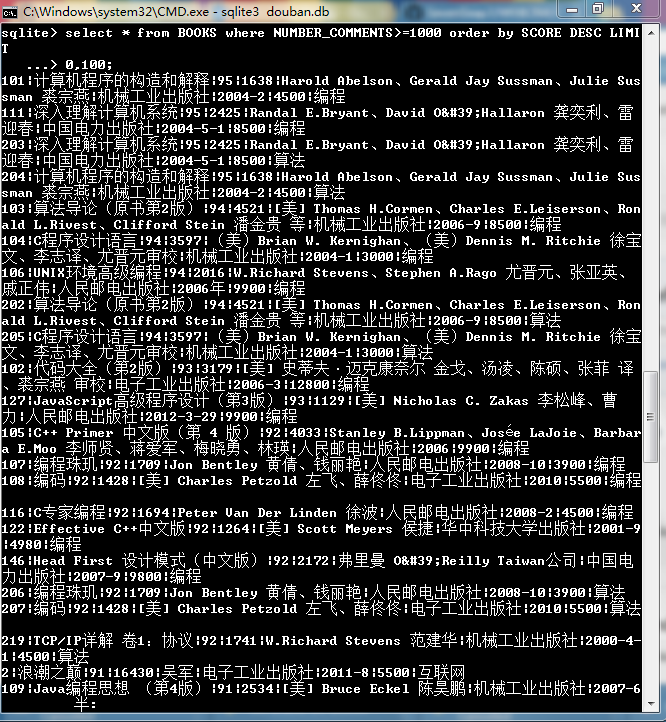 C:\Windows\system32\CMD.exe - sqlite3  douban.db
sqlite> select * from BOOKS where NUMBER_COMMENTS>=1000 order by SCORE DESC LIMI
T
   ...> 0,100;
101|计算机程序的构造和解释|95|1638|Harold Abelson、Gerald Jay Sussman、Julie Sus
sman 裘宗燕|机械工业出版社|2004-2|4500|编程
111|深入理解计算机系统|95|2425|Randal E.Bryant、David O&#39;Hallaron 龚奕利、雷
迎春|中国电力出版社|2004-5-1|8500|编程
203|深入理解计算机系统|95|2425|Randal E.Bryant、David O&#39;Hallaron 龚奕利、雷
迎春|中国电力出版社|2004-5-1|8500|算法
204|计算机程序的构造和解释|95|1638|Harold Abelson、Gerald Jay Sussman、Julie Sus
sman 裘宗燕|机械工业出版社|2004-2|4500|算法
103|算法导论（原书第2版）|94|4521|[美] Thomas H.Cormen、Charles E.Leiserson、Ron
ald L.Rivest、Clifford Stein 潘金贵 等|机械工业出版社|2006-9|8500|编程
104|C程序设计语言|94|3597|（美）Brian W. Kernighan、（美）Dennis M. Ritchie 徐宝
文、李志译、尤晋元审校|机械工业出版社|2004-1|3000|编程
106|UNIX环境高级编程|94|2016|W.Richard Stevens、Stephen A.Rago 尤晋元、张亚英、
戚正伟|人民邮电出版社|2006年|9900|编程
202|算法导论（原书第2版）|94|4521|[美] Thomas H.Cormen、Charles E.Leiserson、Ron
ald L.Rivest、Clifford Stein 潘金贵 等|机械工业出版社|2006-9|8500|算法
205|C程序设计语言|94|3597|（美）Brian W. Kernighan、（美）Dennis M. Ritchie 徐宝
文、李志译、尤晋元审校|机械工业出版社|2004-1|3000|算法
102|代码大全（第2版）|93|3179|[美] 史蒂夫·迈克康奈尔 金戈、汤凌、陈硕、张菲 译
、裘宗燕 审校|电子工业出版社|2006-3|12800|编程
127|JavaScript高级程序设计（第3版）|93|1129|[美] Nicholas C. Zakas 李松峰、曹
力|人民邮电出版社|2012-3-29|9900|编程
105|C++ Primer 中文版（第 4 版）|92|4033|Stanley B.Lippman、Josée LaJoie、Barbar
a E.Moo 李师贤、蒋爱军、梅晓勇、林瑛|人民邮电出版社|2006|9900|编程
107|编程珠玑|92|1709|Jon Bentley 黄倩、钱丽艳|人民邮电出版社|2008-10|3900|编程
108|编码|92|1428|[美] Charles Petzold 左飞、薛佟佟|电子工业出版社|2010|5500|编程
116|C专家编程|92|1694|Peter Van Der Linden 徐波|人民邮电出版社|2008-2|4500|编程
122|Effective C++中文版|92|1264|[美] Scott Meyers 侯捷|华中科技大学出版社|2001-9
|4980|编程
146|Head First 设计模式（中文版）|92|2172|弗里曼 O&#39;Reilly Taiwan公司|中国电
力出版社|2007-9|9800|编程
206|编程珠玑|92|1709|Jon Bentley 黄倩、钱丽艳|人民邮电出版社|2008-10|3900|算法
207|编码|92|1428|[美] Charles Petzold 左飞、薛佟佟|电子工业出版社|2010|5500|算法
219|TCP/IP详解 卷1：协议|92|1741|W.Richard Stevens 范建华|机械工业出版社|2000-4-
1|4500|算法
2|浪潮之巅|91|16430|吴军|电子工业出版社|2011-8|5500|互联网
109|Java编程思想 （第4版）|91|2534|[美] Bruce Eckel 陈昊鹏|机械工业出版社|2007-6
半: